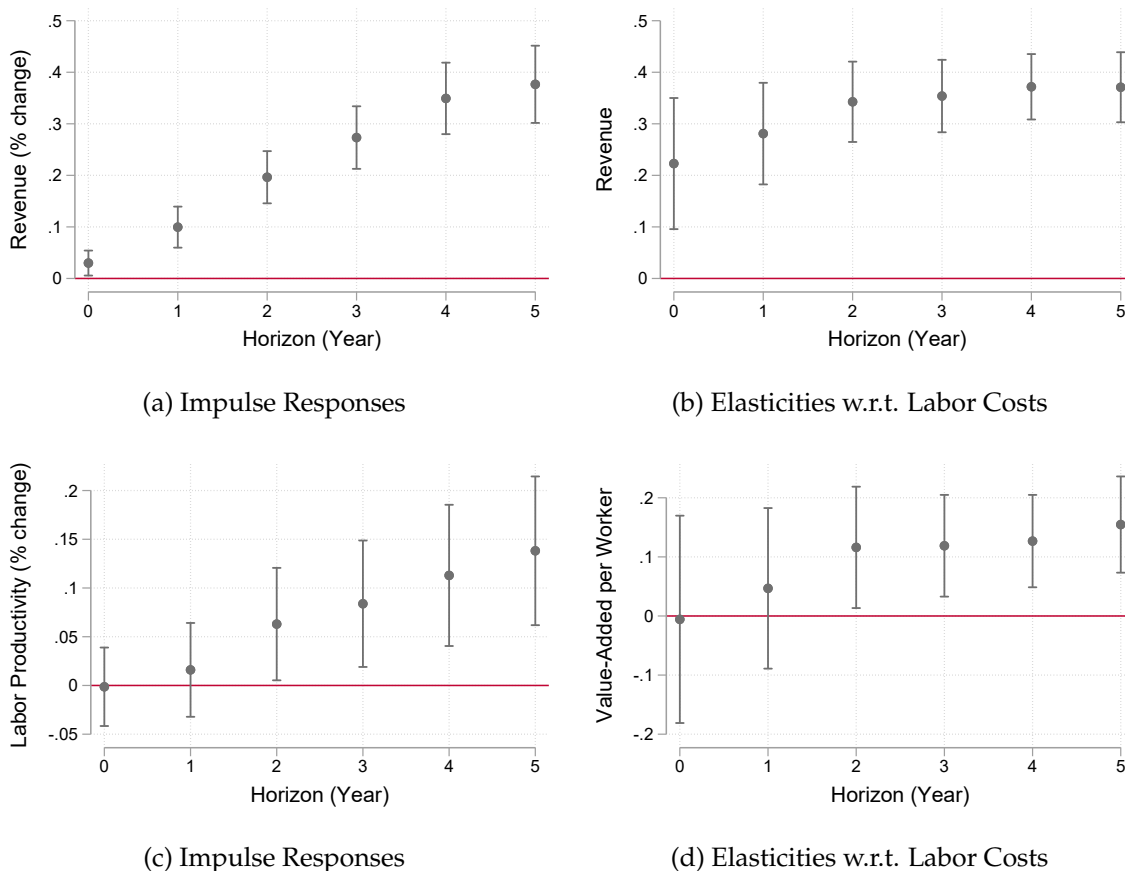 .5
.4
.3
.2
.1
0
Revenue (% change)
0 1 2 3 4 5
Horizon (Year)
(a) Impulse Responses
.5
.4
.3
.2
.1
0
Revenue
0 1 2 3 4 5
Horizon (Year)
(b) Elasticities w.r.t. Labor Costs
.2
.15
.1
.05
0
-.05
Labor Productivity (% change)
0 1 2 3 4 5
Horizon (Year)
(c) Impulse Responses
.2
.1
0
-.1
-.2
Value-Added per Worker
0 1 2 3 4 5
Horizon (Year)
(d) Elasticities w.r.t. Labor Costs